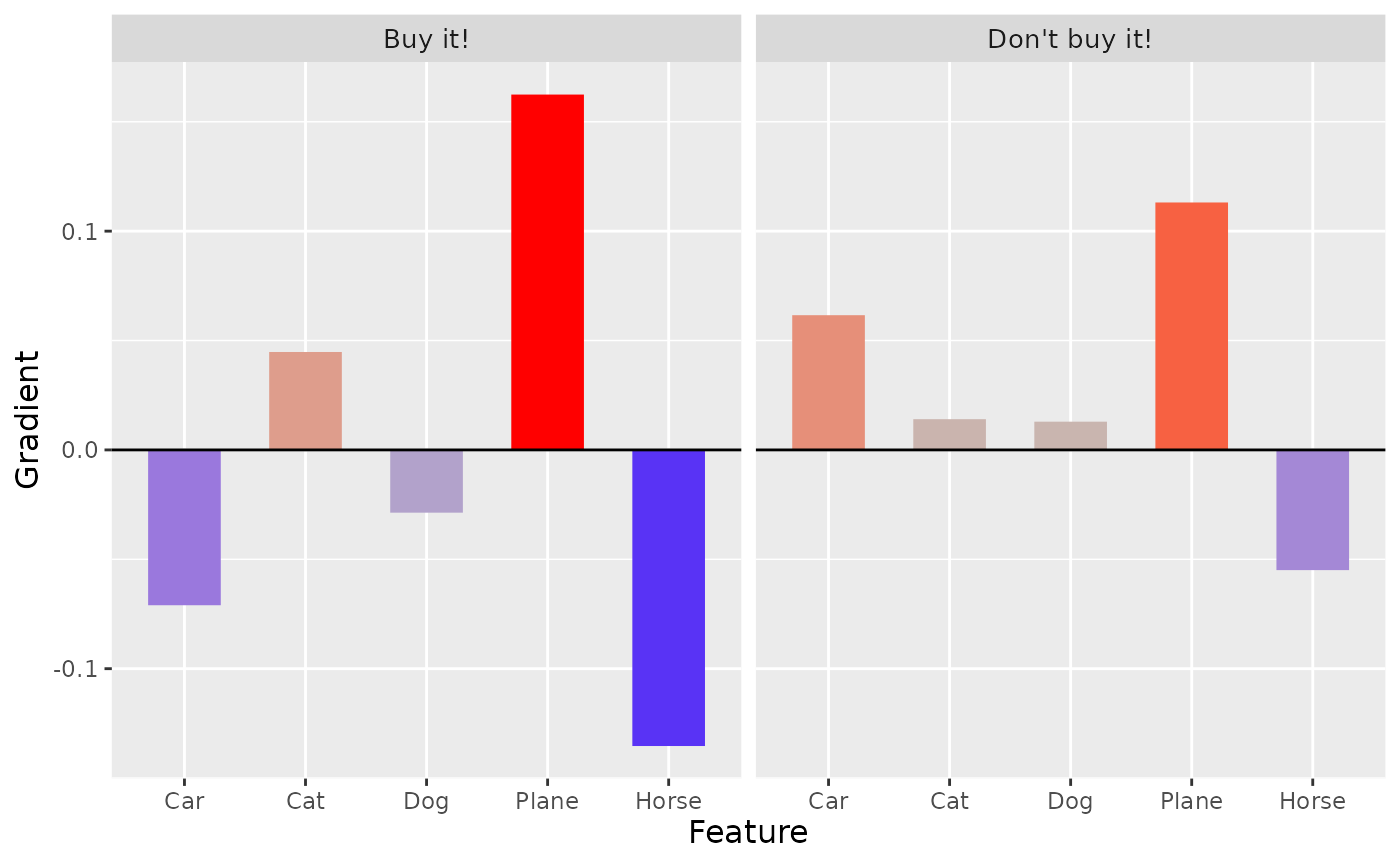 Buy it!
Don't buy it!
Gradient
0.1
0.0
-0.1
Car Cat Dog Plane Horse
Car Cat Dog Plane Horse
Feature